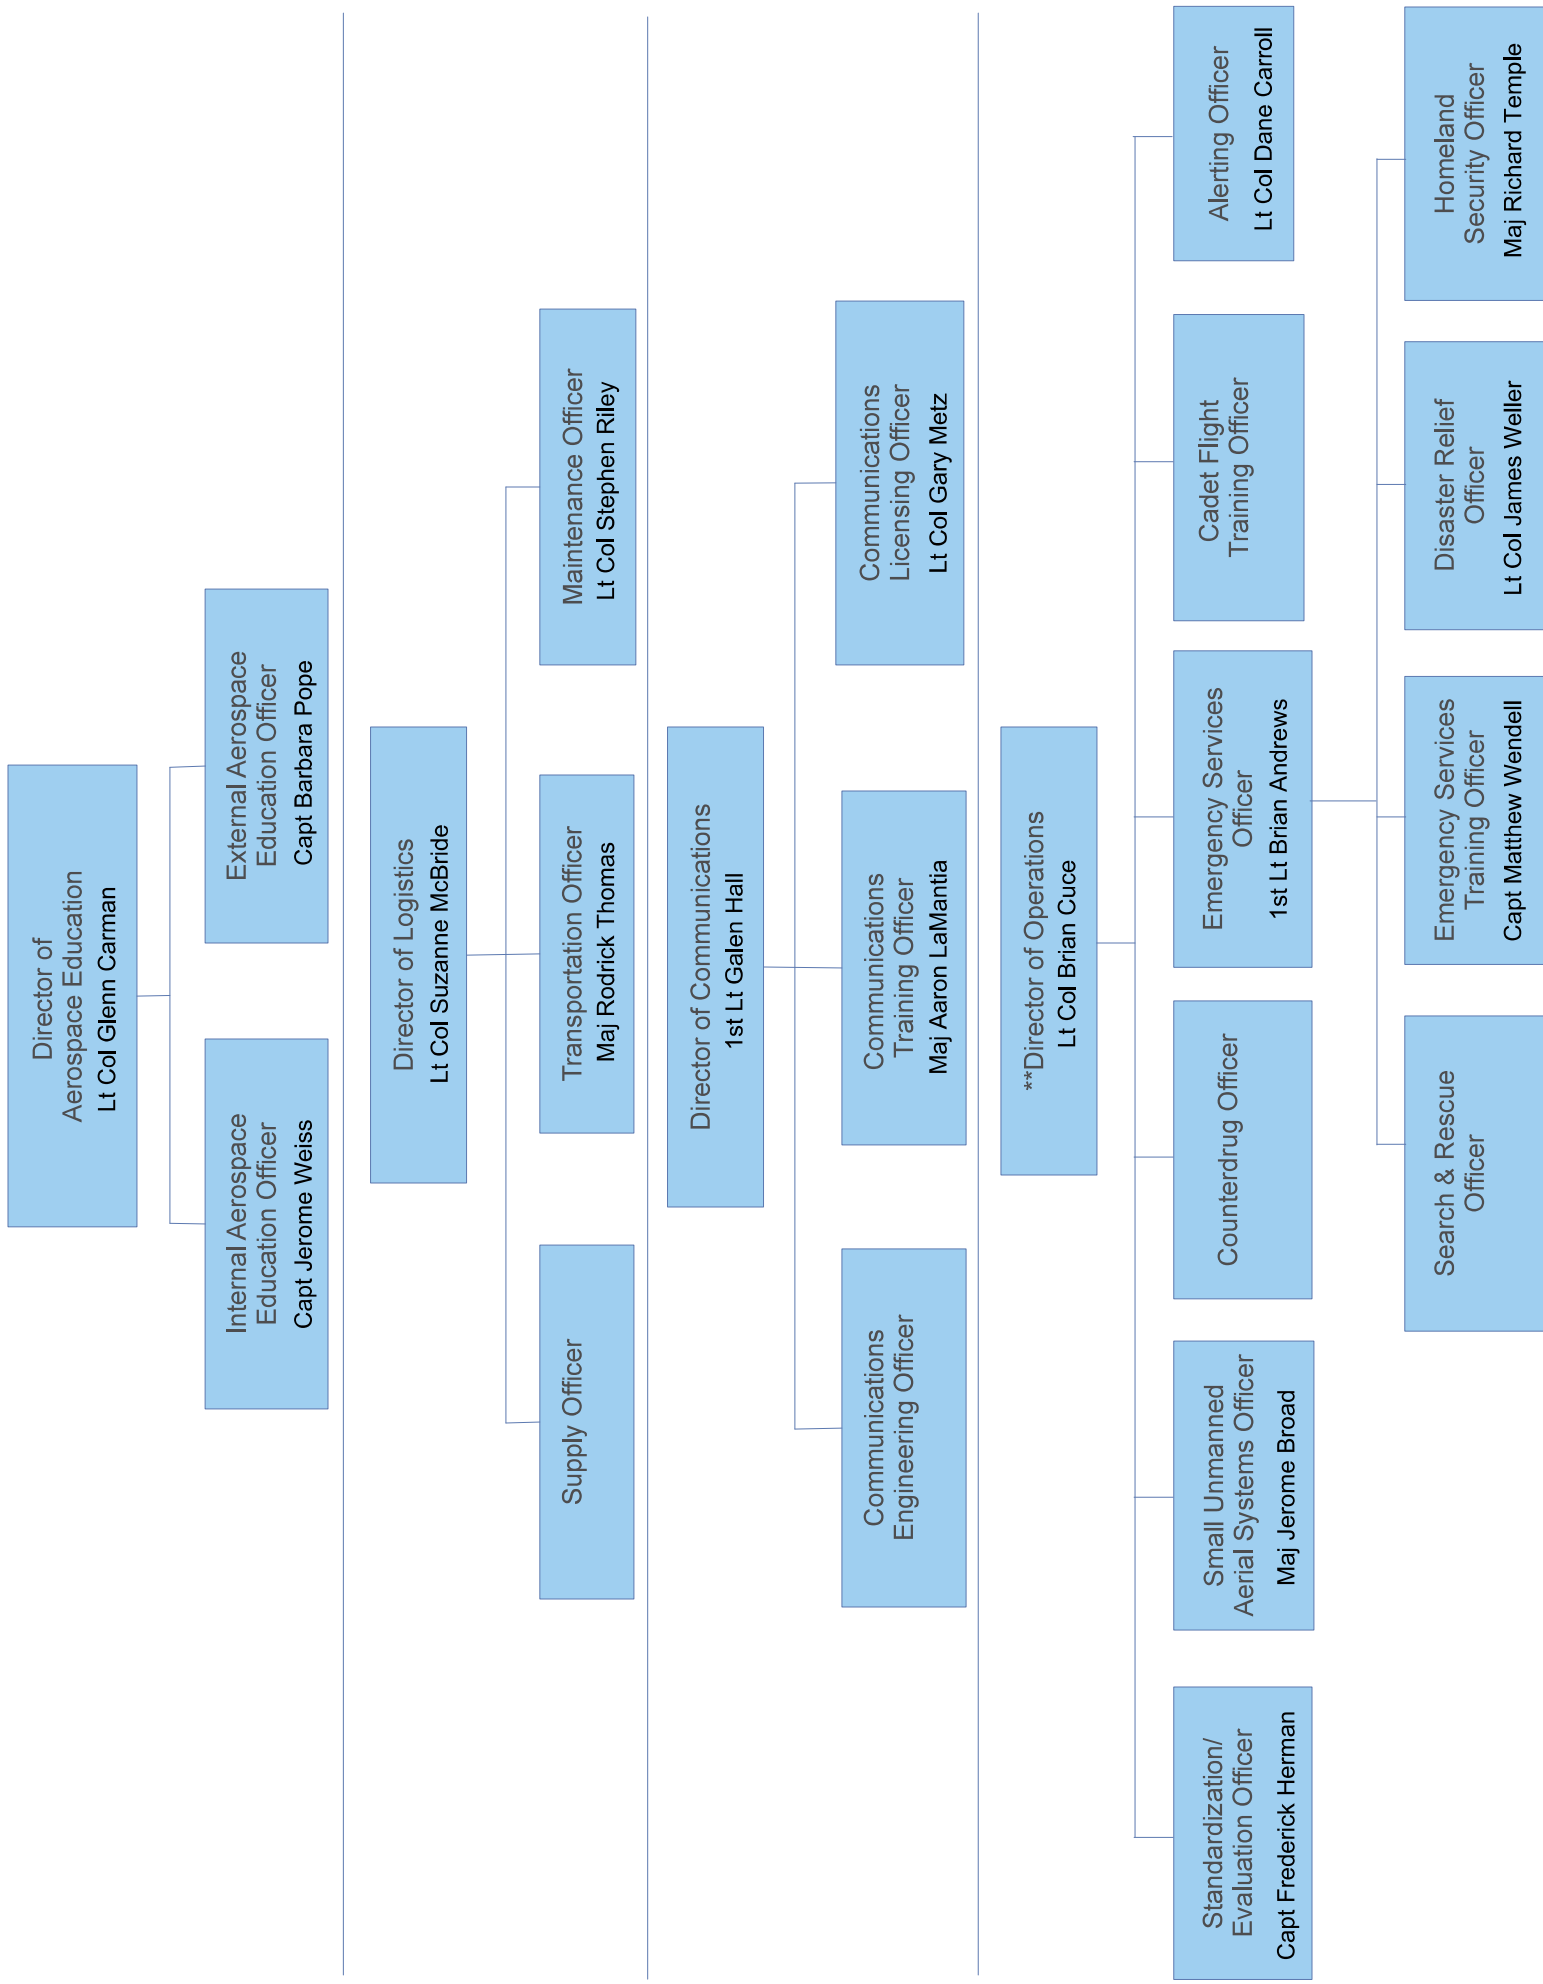 Director of
Aerospace Education
Lt Col Glenn Carman
Internal Aerospace
Education Officer
Capt Jerome Weiss
External Aerospace
Education Officer
Capt Barbara Pope
Director of Logistics
Lt Col Suzanne McBride
Supply Officer
Transportation Officer
Maj Rodrick Thomas
Maintenance Officer
Lt Col Stephen Riley
Director of Communications
1st Lt Galen Hall
Communications
Engineering Officer
Communications
Training Officer
Maj Aaron LaMantia
Communications
Licensing Officer
Lt Col Gary Metz
**Director of Operations
Lt Col Brian Cuce
Standardization/
Evaluation Officer
Capt Frederick Herman
Small Unmanned
Aerial Systems Officer
Maj Jerome Broad
Counterdrug Officer
Emergency Services
Officer
1st Lt Brian Andrews
Cadet Flight
Training Officer
Alerting Officer
Lt Col Dane Carroll
Search & Rescue
Officer
Emergency Services
Training Officer
Capt Matthew Wendell
Disaster Relief
Officer
Lt Col James Weller
Homeland
Security Officer
Maj Richard Temple